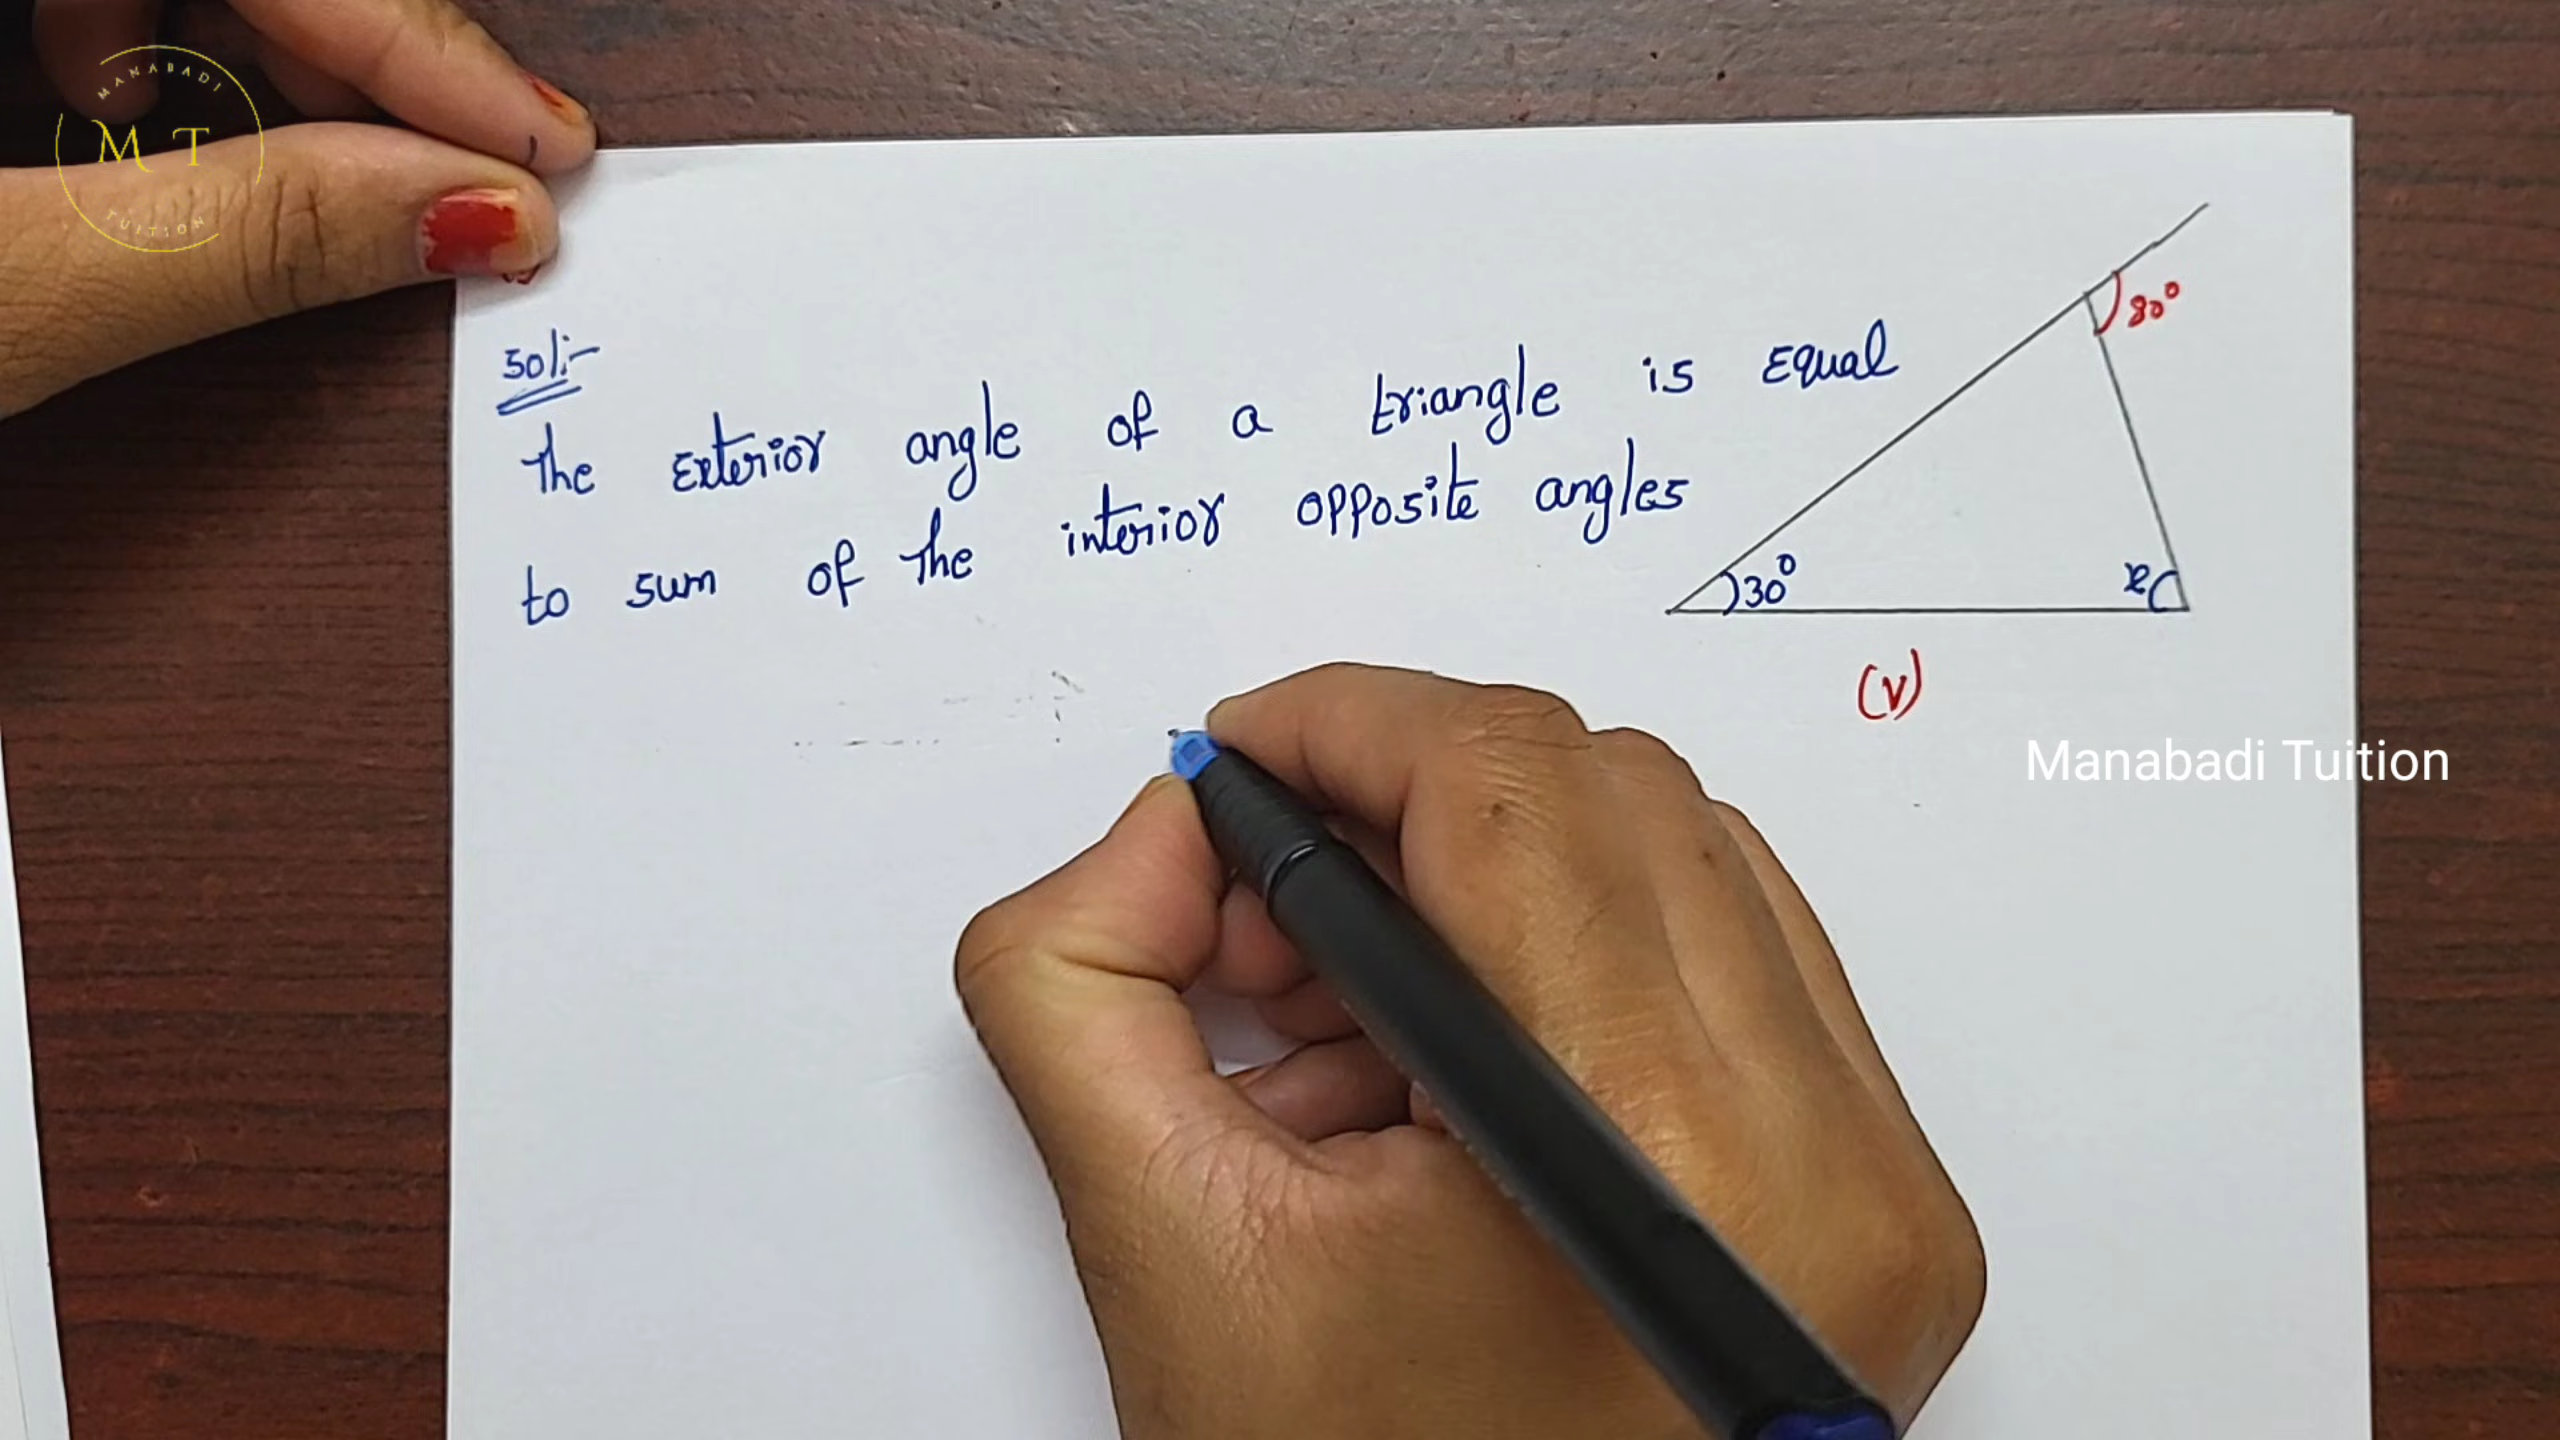 MANABADI
M T
TUITION
Sol:-
The Exterior angle of a triangle is Equal
to sum of the interior opposite angles
80°
30°
x
(v)
Manabadi Tuition